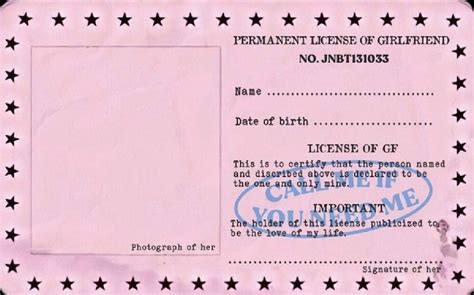 PERMANENT LICENSE OF GIRLFRIEND
NO. JNBT131033
Name
Date of birth
LICENSE OF GF
This is to certify that the person named
and discribed above is declared to be
the one and only mine.
CALL ME IF
YOU NEED ME
IMPORTANT
The holder of this license publicized to
be the love of my life.
Photograph of her
Signature of her